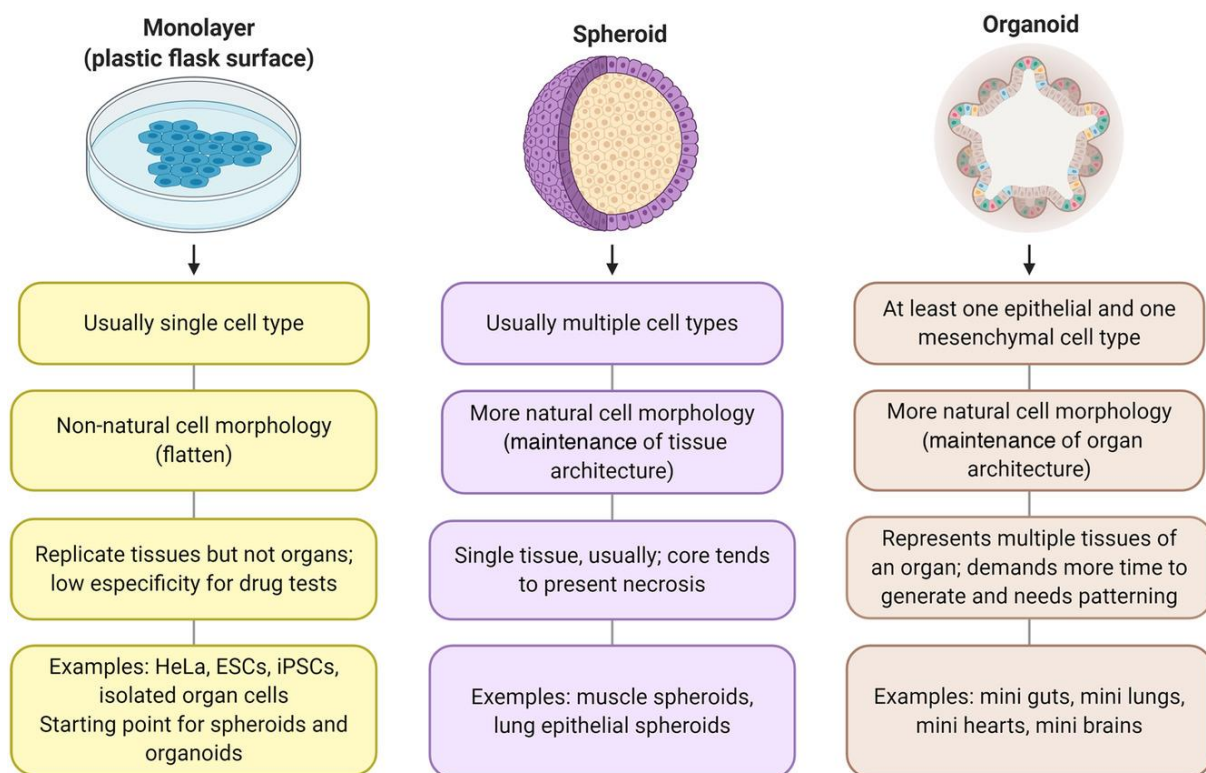 Monolayer
(plastic flask surface)
Usually single cell type
Non-natural cell morphology
(flatten)
Replicate tissues but not organs;
low especificity for drug tests
Examples: HeLa, ESCs, iPSCs,
isolated organ cells
Starting point for spheroids and
organoids
Spheroid
Usually multiple cell types
More natural cell morphology
(maintenance of tissue
architecture)
Single tissue, usually; core tends
to present necrosis
Exemples: muscle spheroids,
lung epithelial spheroids
Organoid
At least one epithelial and one
mesenchymal cell type
More natural cell morphology
(maintenance of organ
architecture)
Represents multiple tissues of
an organ; demands more time to
generate and needs patterning
Examples: mini guts, mini lungs,
mini hearts, mini brains